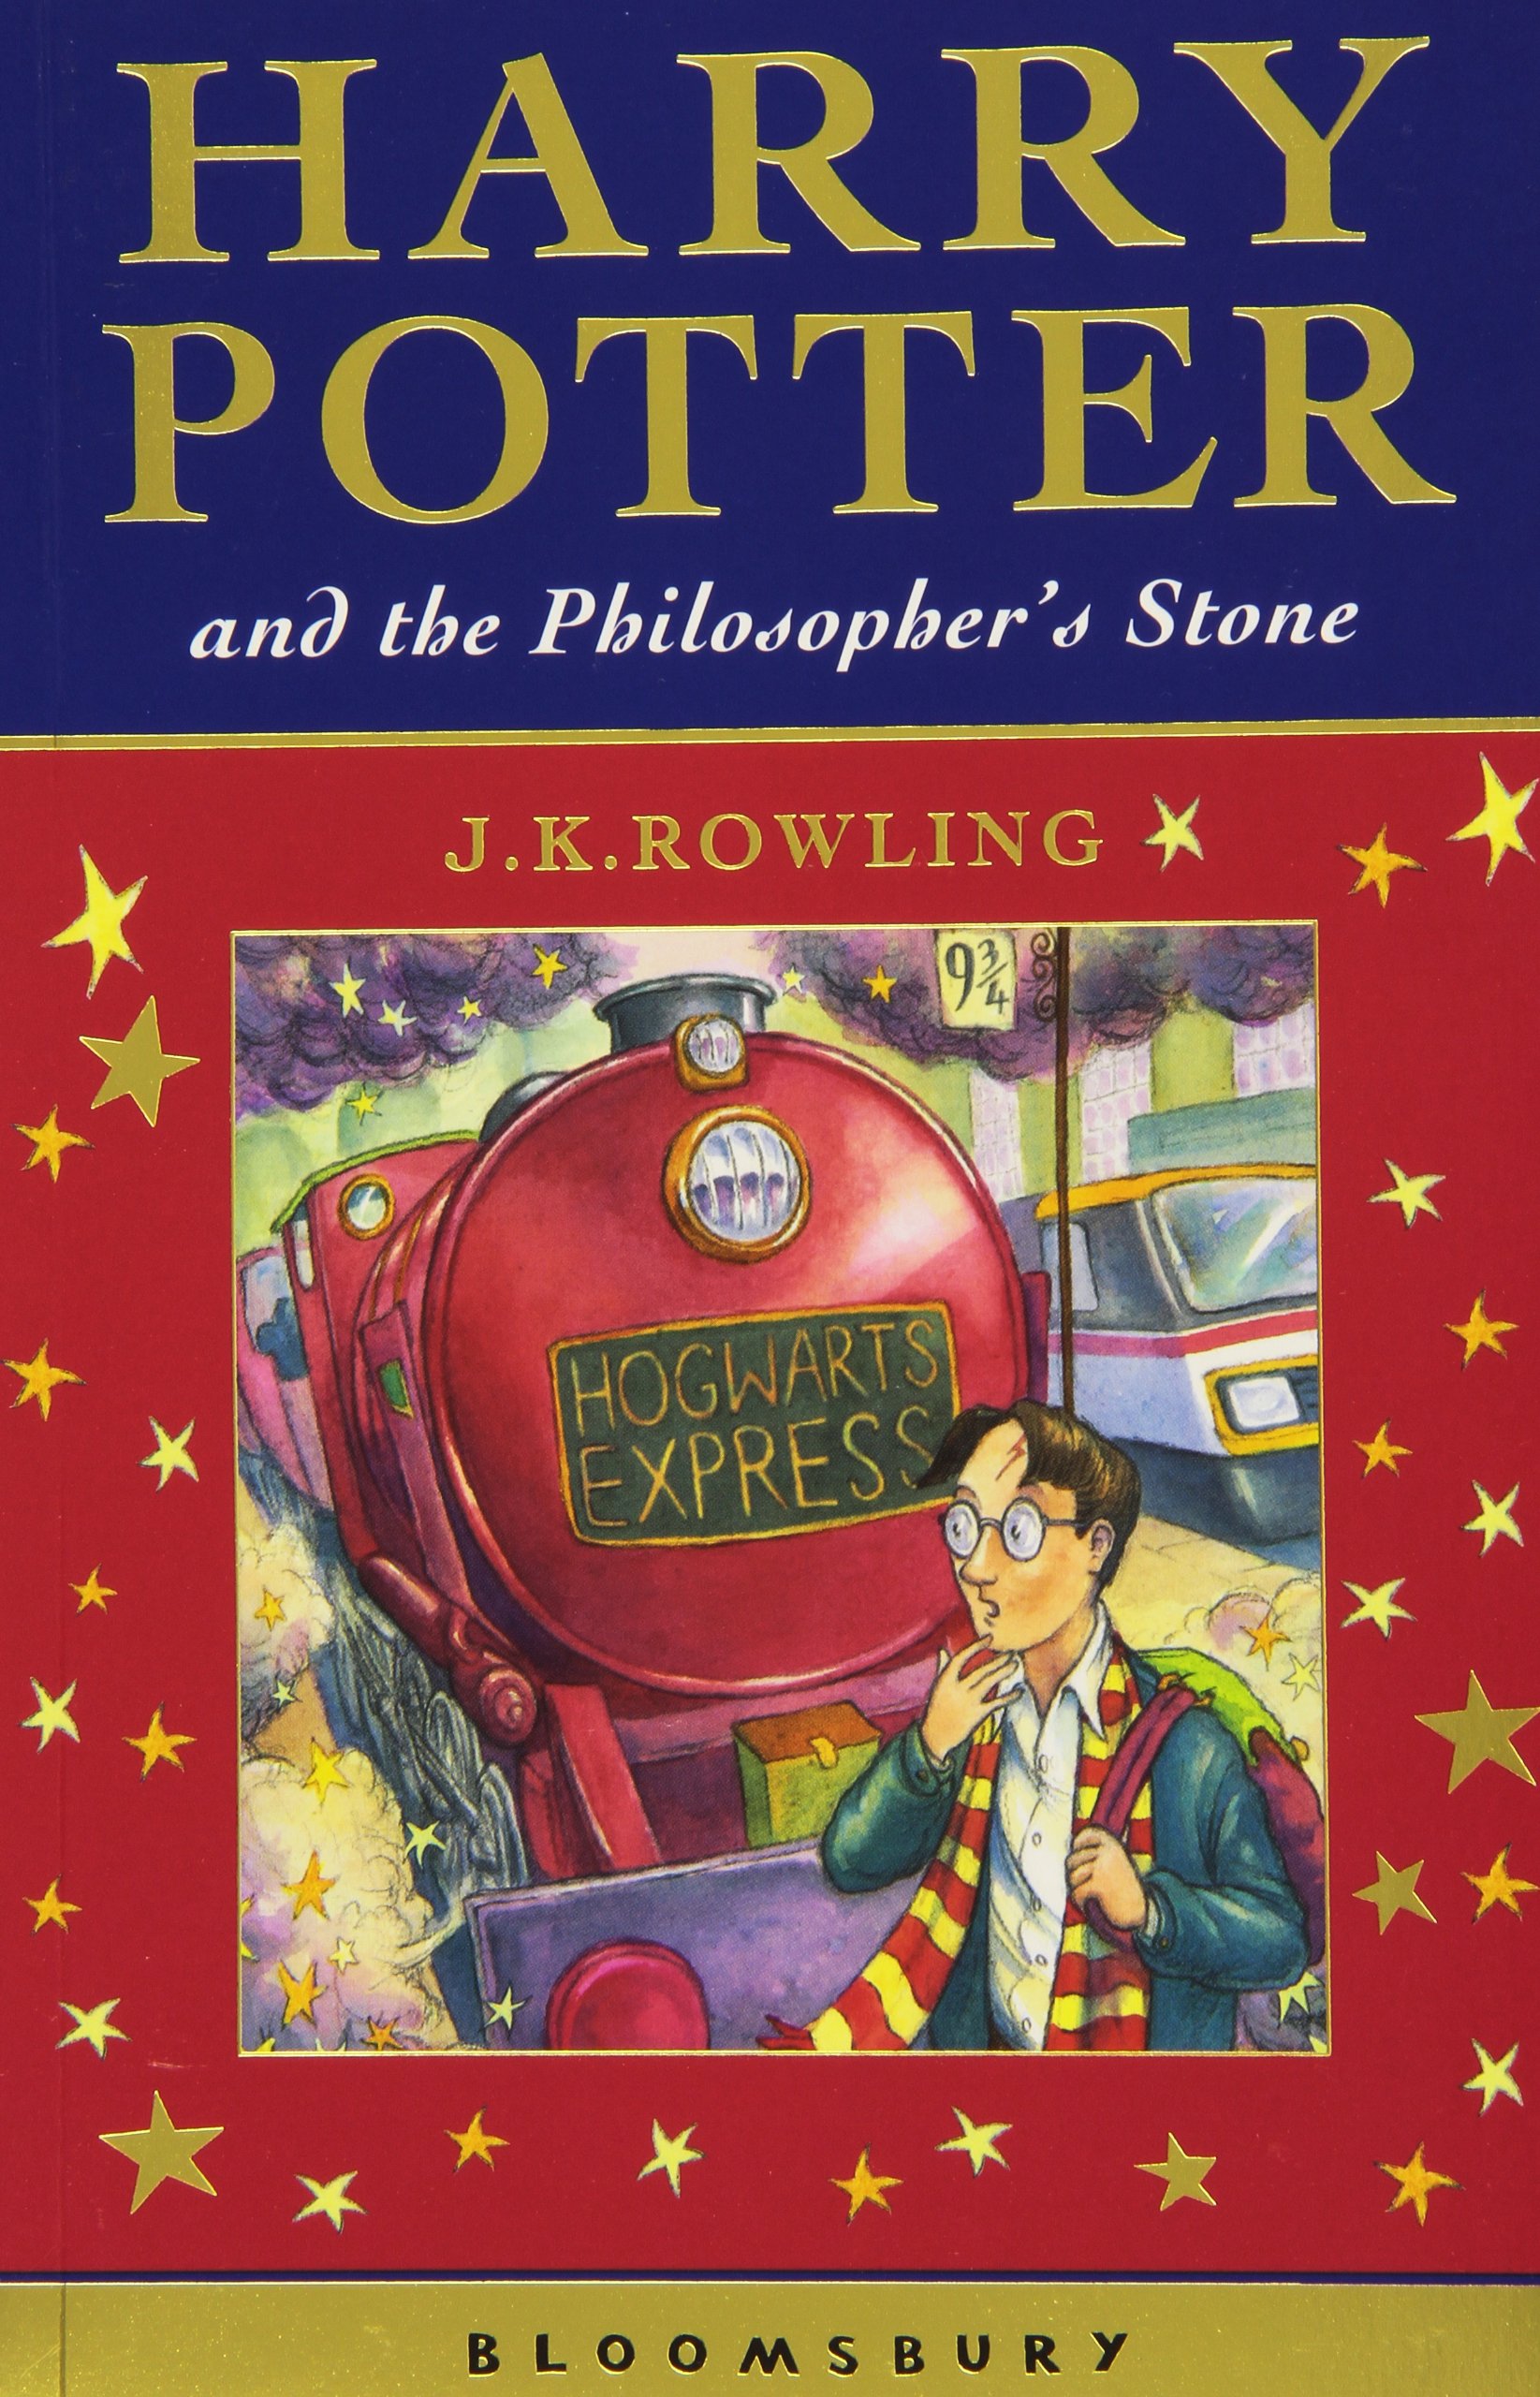 HARRY
POTTER
and the Philosopher's Stone
J.K.ROWLING
9¾
HOGWARTS
EXPRESS
BLOOMSBURY